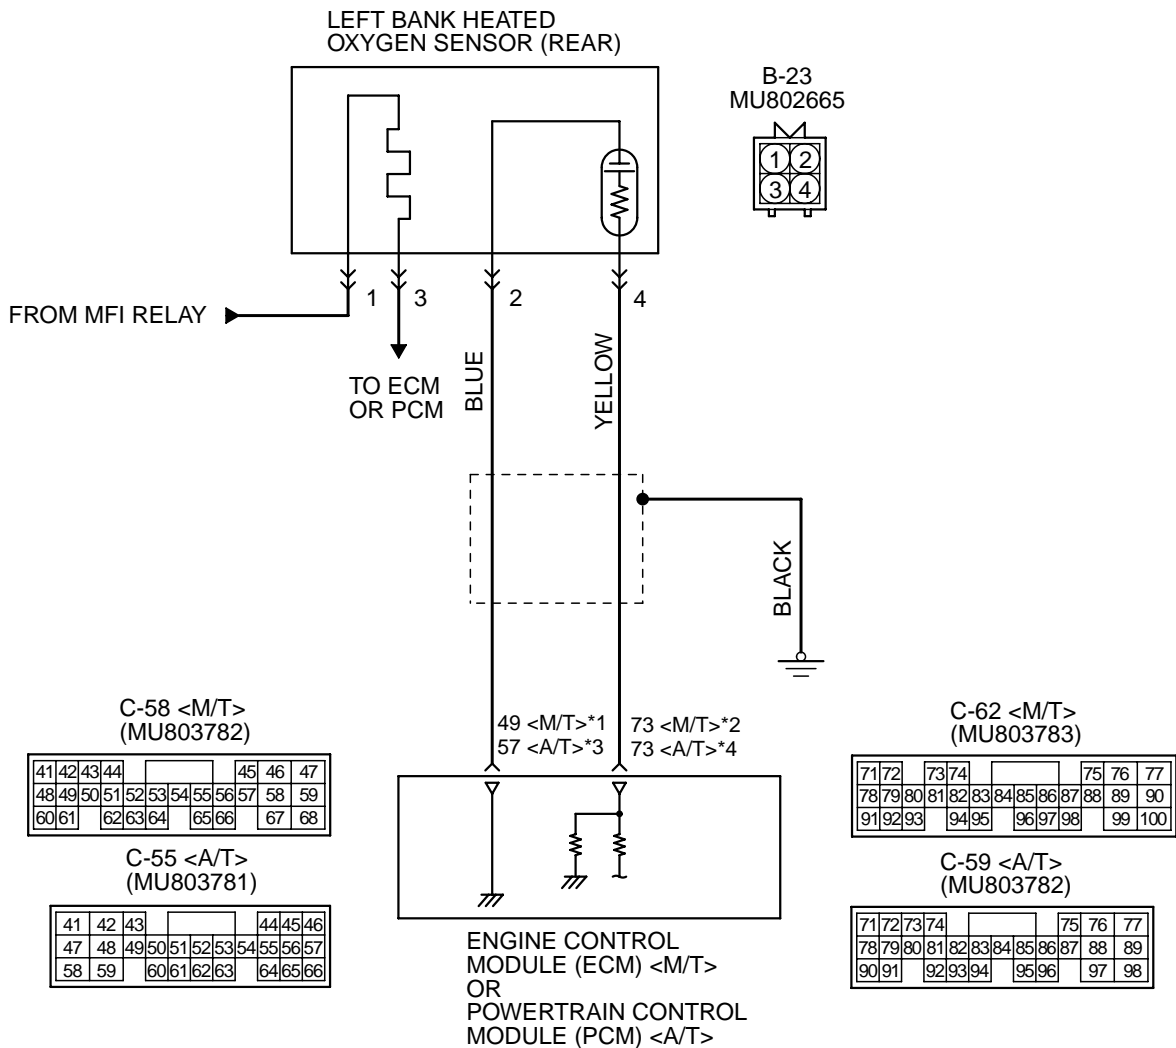 LEFT BANK HEATED
OXYGEN SENSOR (REAR)
B-23
MU802665
1 2
3 4
1 3 2 4
FROM MFI RELAY
TO ECM
OR PCM
BLUE
YELLOW
BLACK
49 <M/T>*1 73 <M/T>*2
57 <A/T>*3 73 <A/T>*4
C-58 <M/T>
(MU803782)
41 42 43 44 45 46 47
48 49 50 51 52 53 54 55 56 57 58 59
60 61 62 63 64 65 66 67 68
C-55 <A/T>
(MU803781)
41 42 43 44 45 46
47 48 49 50 51 52 53 54 55 56 57
58 59 60 61 62 63 64 65 66
C-62 <M/T>
(MU803783)
71 72 73 74 75 76 77
78 79 80 81 82 83 84 85 86 87 88 89 90
91 92 93 94 95 96 97 98 99 100
C-59 <A/T>
(MU803782)
71 72 73 74 75 76 77
78 79 80 81 82 83 84 85 86 87 88 89
90 91 92 93 94 95 96 97 98
ENGINE CONTROL
MODULE (ECM) <M/T>
OR
POWERTRAIN CONTROL
MODULE (PCM) <A/T>